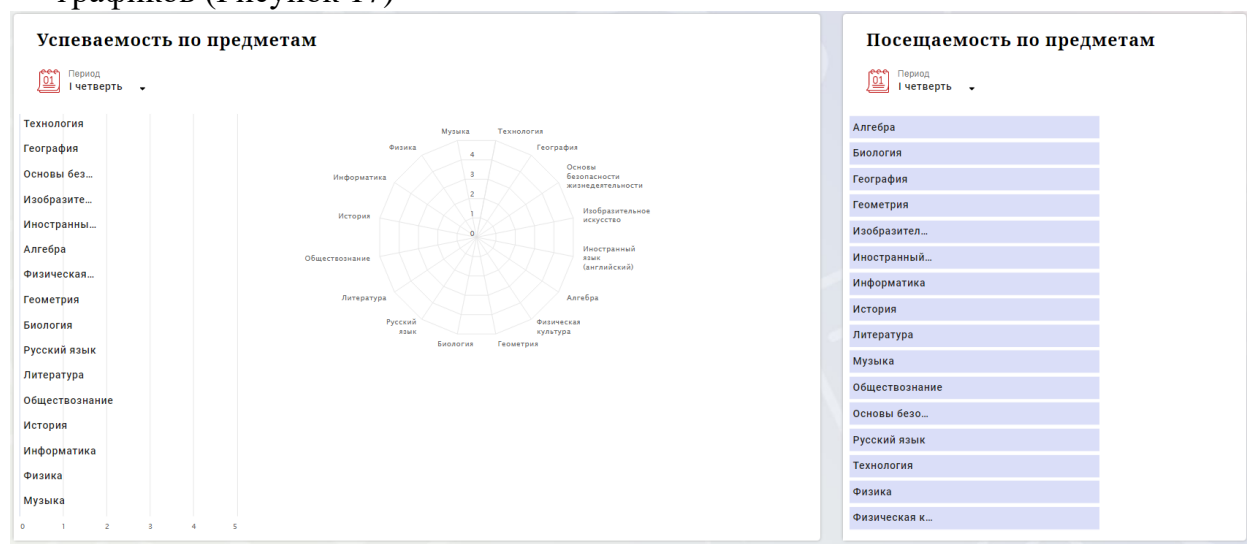 графиков (Рисунок 17)
Успеваемость по предметам
01
Период
I четверть
Технология
География
Основы без...
Изобразите...
Иностранны...
Алгебра
Физическая...
Геометрия
Биология
Русский язык
Литература
Обществознание
История
Информатика
Физика
Музыка
0 1 2 3 4 5
Музыка
Технология
География
Основы
безопасности
жизнедеятельности
Изобразительное
искусство
Иностранный
язык
(английский)
Алгебра
Физическая
культура
Геометрия
Биология
Русский
язык
Литература
Обществознание
История
Информатика
Физика
4
3
2
1
0
Посещаемость по предметам
01
Период
I четверть
Алгебра
Биология
География
Геометрия
Изобразител...
Иностранный...
Информатика
История
Литература
Музыка
Обществознание
Основы безо...
Русский язык
Технология
Физика
Физическая к...